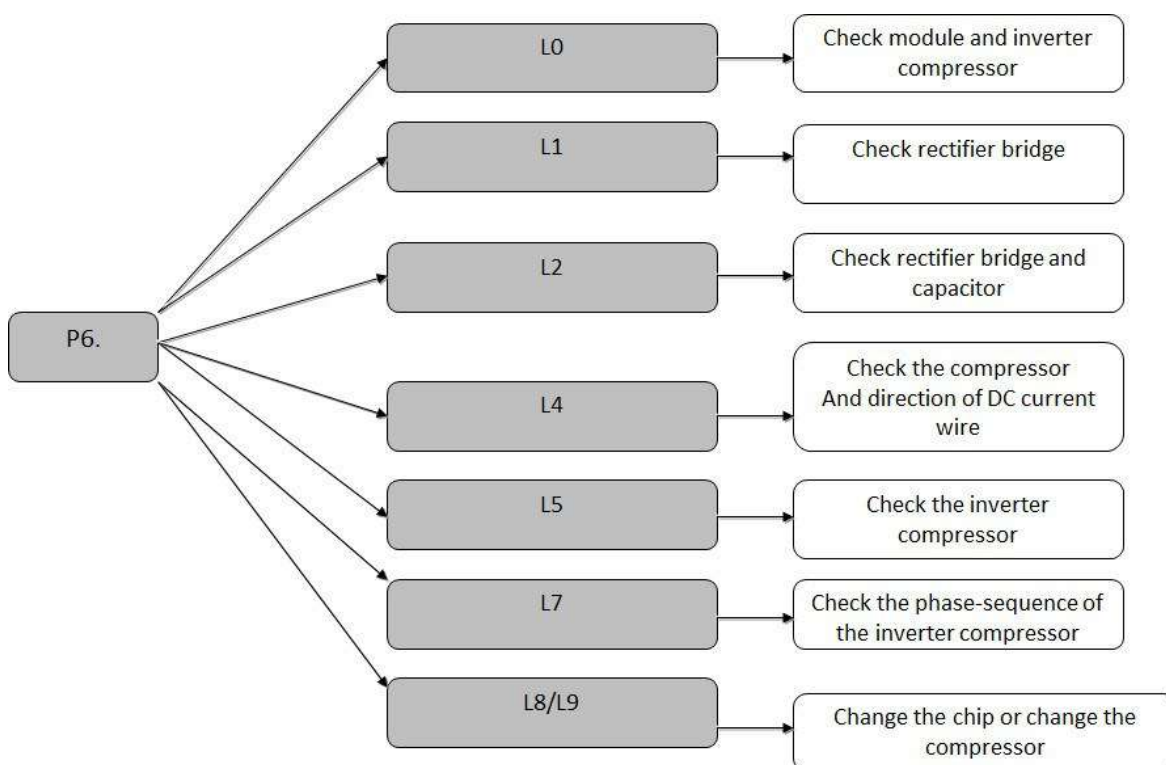 L0
Check module and inverter
compressor
L1
Check rectifier bridge
L2
Check rectifier bridge and
capacitor
P6.
L4
Check the compressor
And direction of DC current
wire
L5
Check the inverter
compressor
L7
Check the phase-sequence of
the inverter compressor
L8/L9
Change the chip or change the
compressor